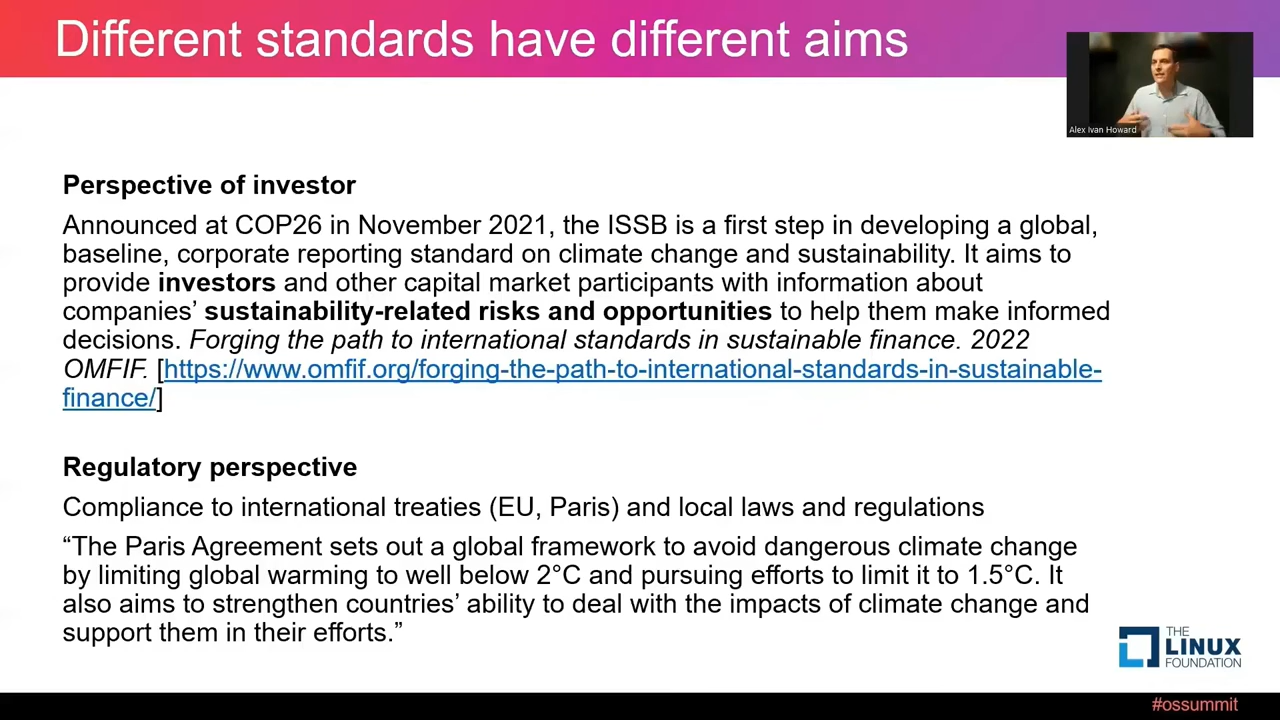 Different standards have different aims
Alex Ivan Howard
Perspective of investor
Announced at COP26 in November 2021, the ISSB is a first step in developing a global,
baseline, corporate reporting standard on climate change and sustainability. It aims to
provide investors and other capital market participants with information about
companies’ sustainability-related risks and opportunities to help them make informed
decisions. Forging the path to international standards in sustainable finance. 2022
OMFIF. [https://www.omfif.org/forging-the-path-to-international-standards-in-sustainable-
finance/]
Regulatory perspective
Compliance to international treaties (EU, Paris) and local laws and regulations
“The Paris Agreement sets out a global framework to avoid dangerous climate change
by limiting global warming to well below 2°C and pursuing efforts to limit it to 1.5°C. It
also aims to strengthen countries’ ability to deal with the impacts of climate change and
support them in their efforts.”
THE
LINUX
FOUNDATION
#ossummit